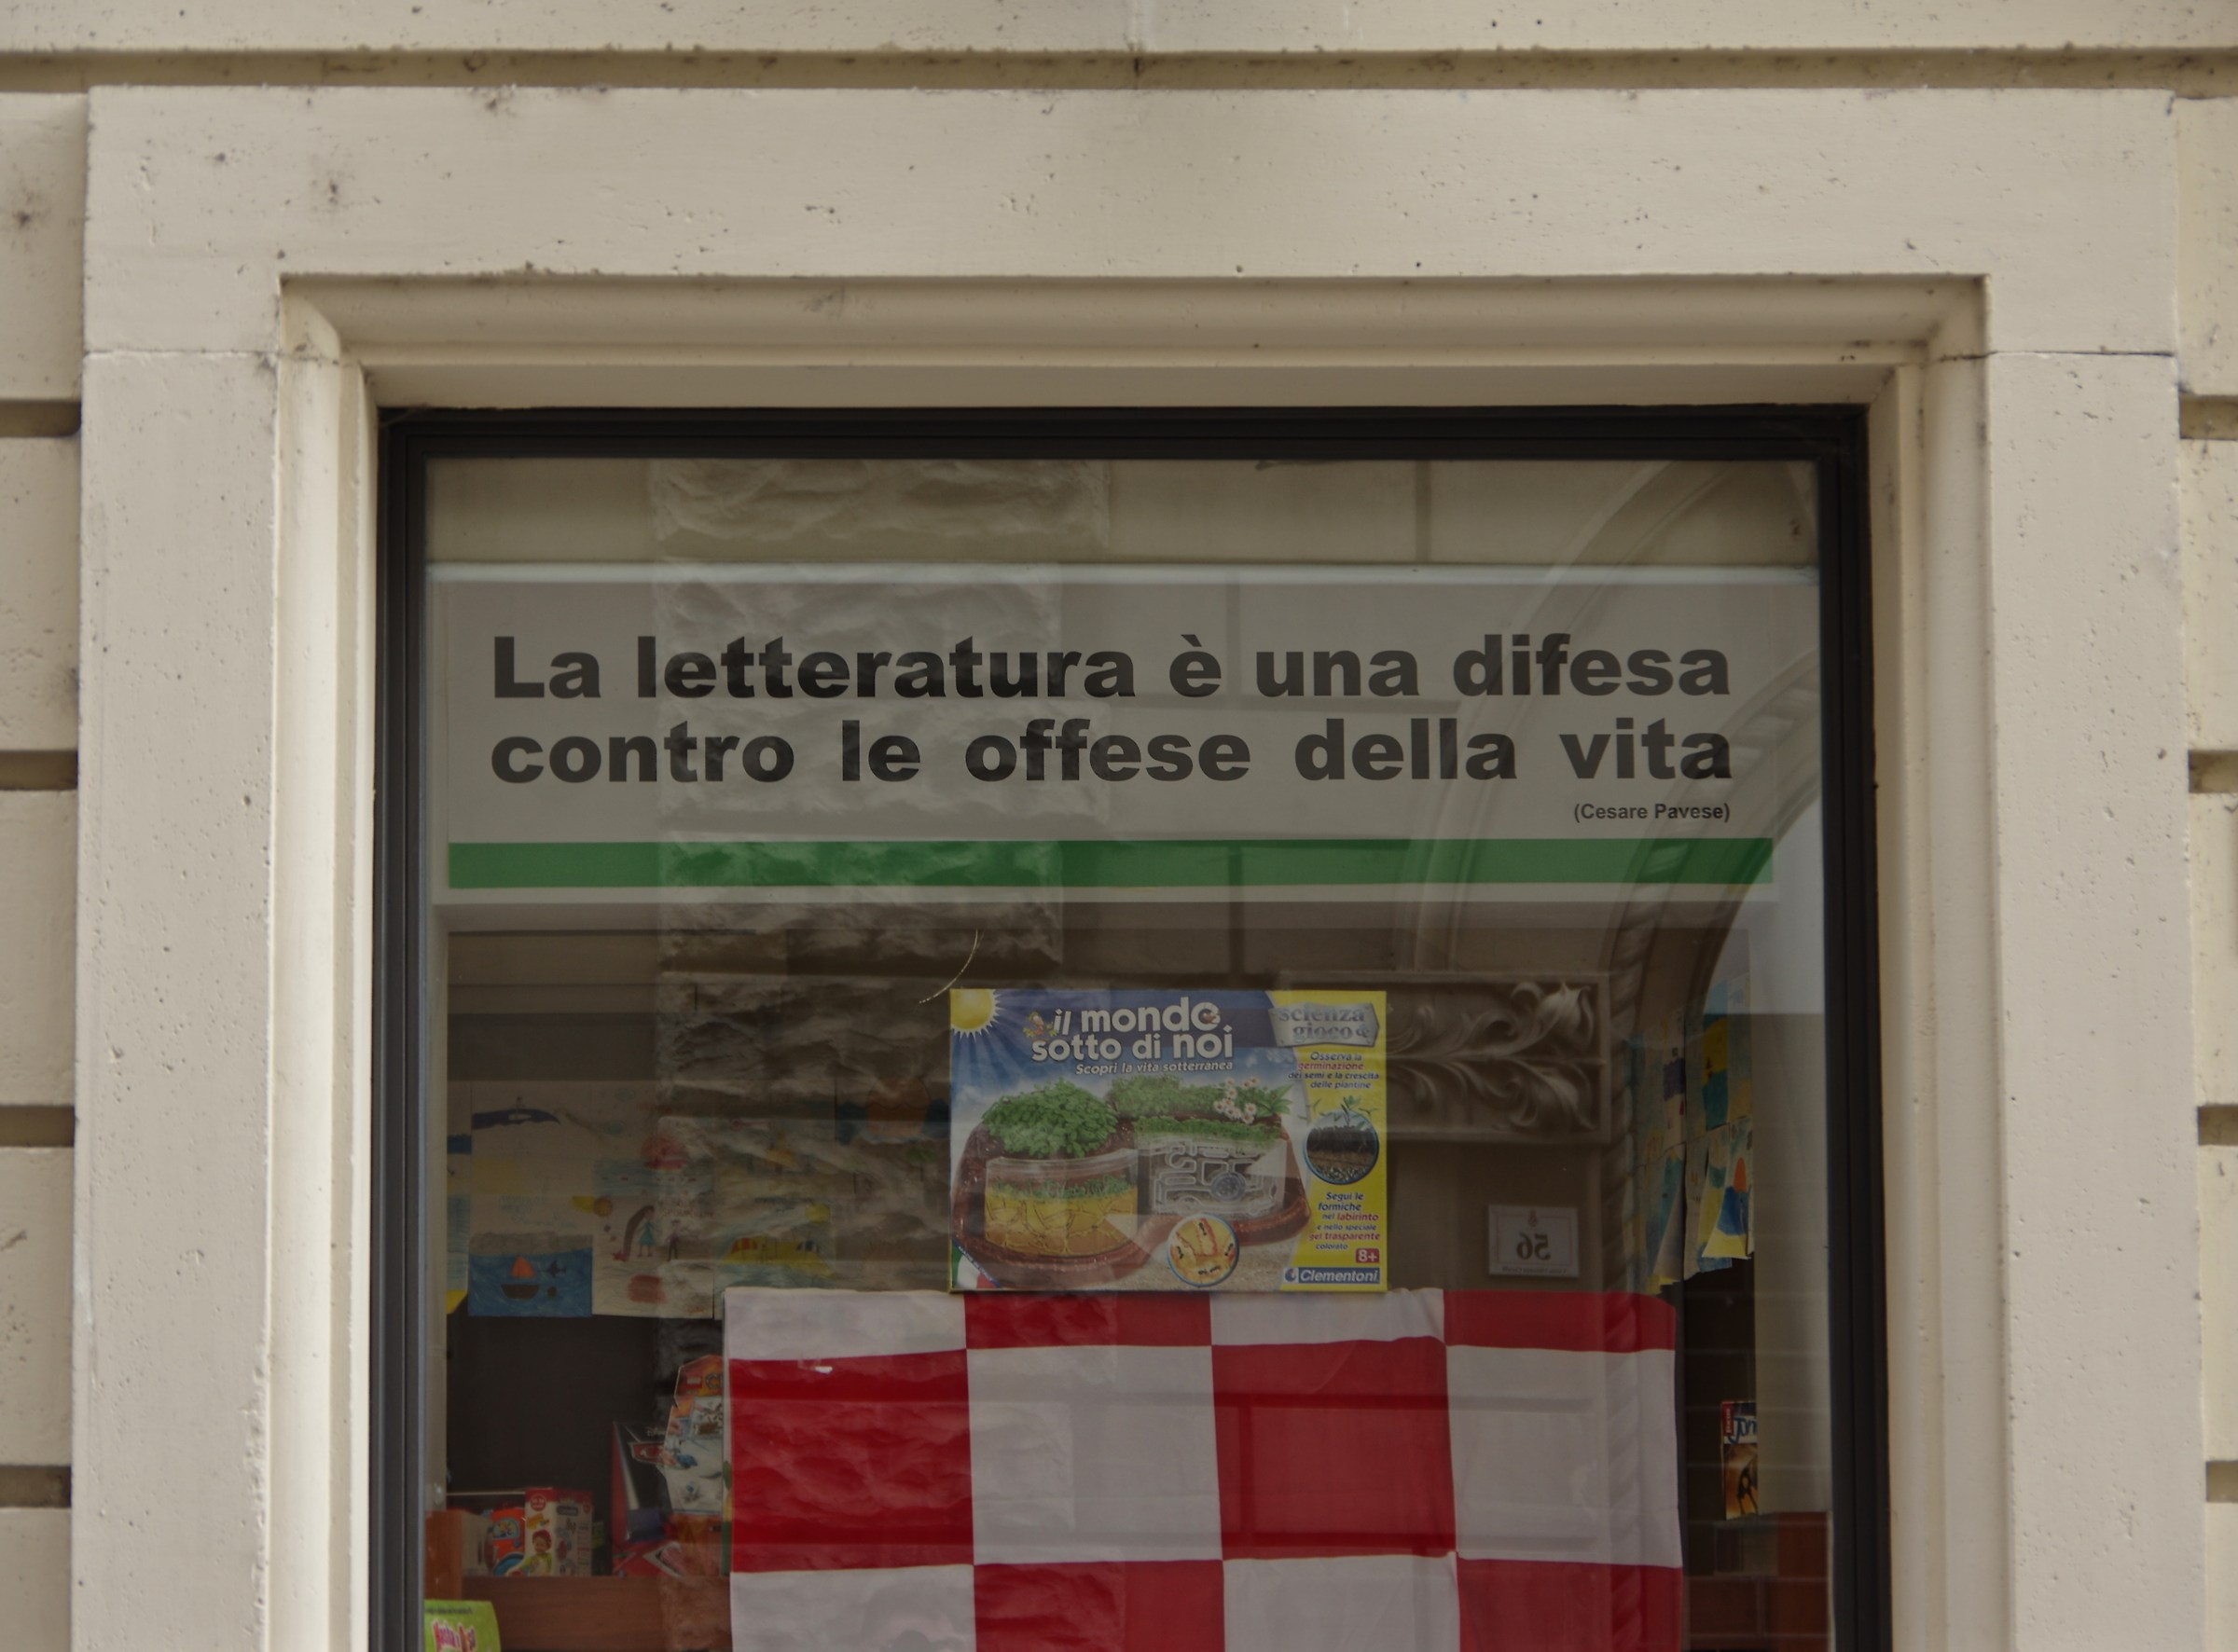 La letteratura è una difesa
contro le offese della vita
(Cesare Pavese)
il mondo
sotto di noi
Scopri la vita sotterranea
scienza
gioco &
Osserva la
germinazione
dei semi e la crescita
delle piantine
Segui le
formiche
nel labirinto
e nello speciale
gel trasparente
colorato
8+
Clementoni
56